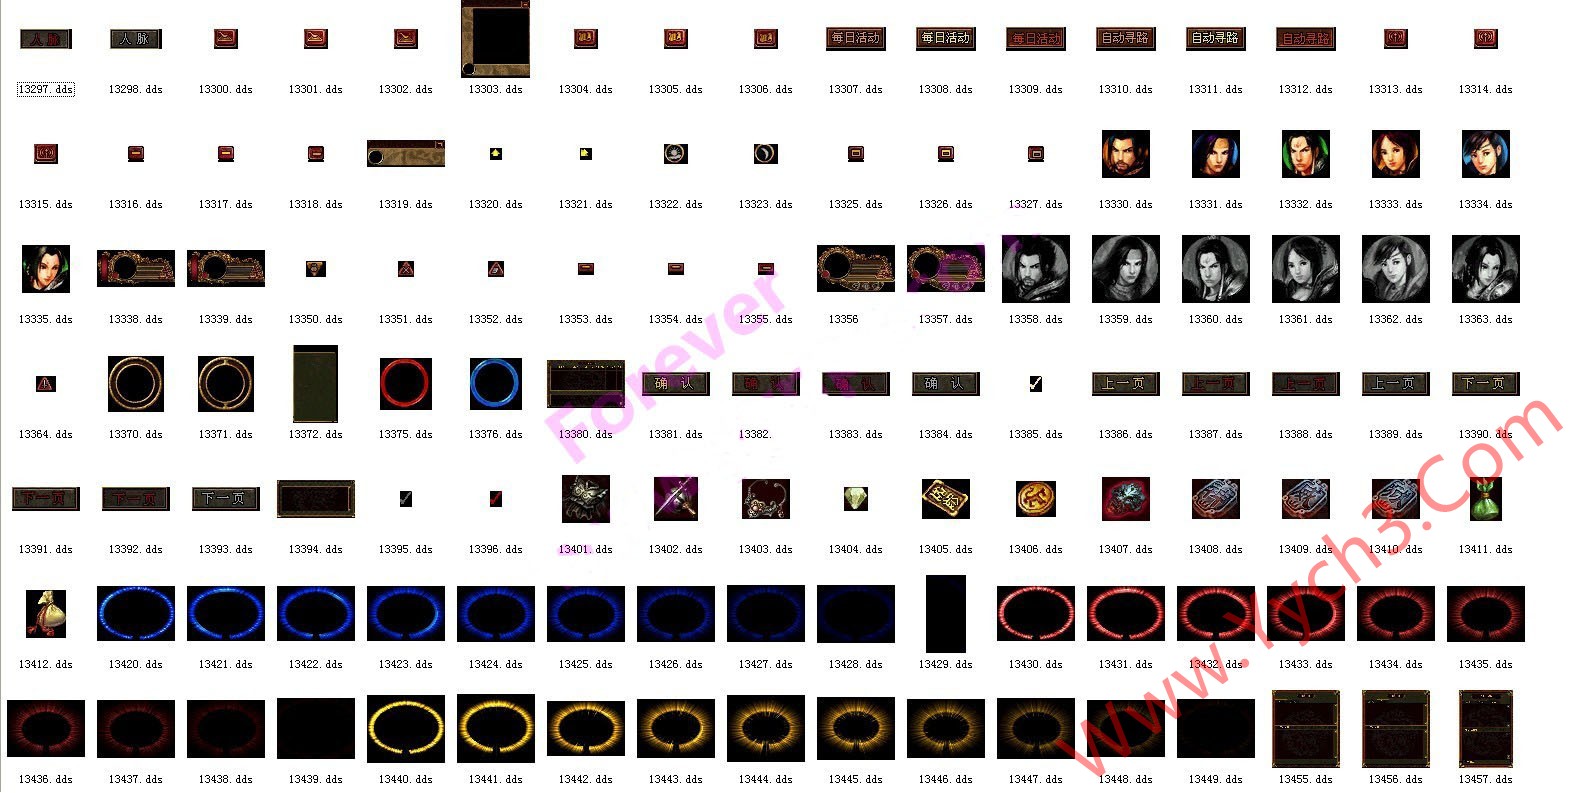 人脉 人脉 每日活动 每日活动 每日活动 自动寻路 自动寻路 自动寻路
13297.dds 13298.dds 13300.dds 13301.dds 13302.dds 13303.dds 13304.dds 13305.dds 13306.dds 13307.dds 13308.dds 13309.dds 13310.dds 13311.dds 13312.dds 13313.dds 13314.dds
13315.dds 13316.dds 13317.dds 13318.dds 13319.dds 13320.dds 13321.dds 13322.dds 13323.dds 13325.dds 13326.dds 13327.dds 13330.dds 13331.dds 13332.dds 13333.dds 13334.dds
13335.dds 13338.dds 13339.dds 13350.dds 13351.dds 13352.dds 13353.dds 13354.dds 13355.dds 13356 13357.dds 13358.dds 13359.dds 13360.dds 13361.dds 13362.dds 13363.dds
确认 确认 确认 确认 上一页 上一页 上一页 上一页 下一页
13364.dds 13370.dds 13371.dds 13372.dds 13375.dds 13376.dds 13380.dds 13381.dds 13382. 13383.dds 13384.dds 13385.dds 13386.dds 13387.dds 13388.dds 13389.dds 13390.dds
下一页 下一页 下一页 经验
13391.dds 13392.dds 13393.dds 13394.dds 13395.dds 13396.dds 13401.dds 13402.dds 13403.dds 13404.dds 13405.dds 13406.dds 13407.dds 13408.dds 13409.dds 13410.dds 13411.dds
13412.dds 13420.dds 13421.dds 13422.dds 13423.dds 13424.dds 13425.dds 13426.dds 13427.dds 13428.dds 13429.dds 13430.dds 13431.dds 13432.dds 13433.dds 13434.dds 13435.dds
13436.dds 13437.dds 13438.dds 13439.dds 13440.dds 13441.dds 13442.dds 13443.dds 13444.dds 13445.dds 13446.dds 13447.dds 13448.dds 13449.dds 13455.dds 13456.dds 13457.dds
Forever
www.Yych3.Com